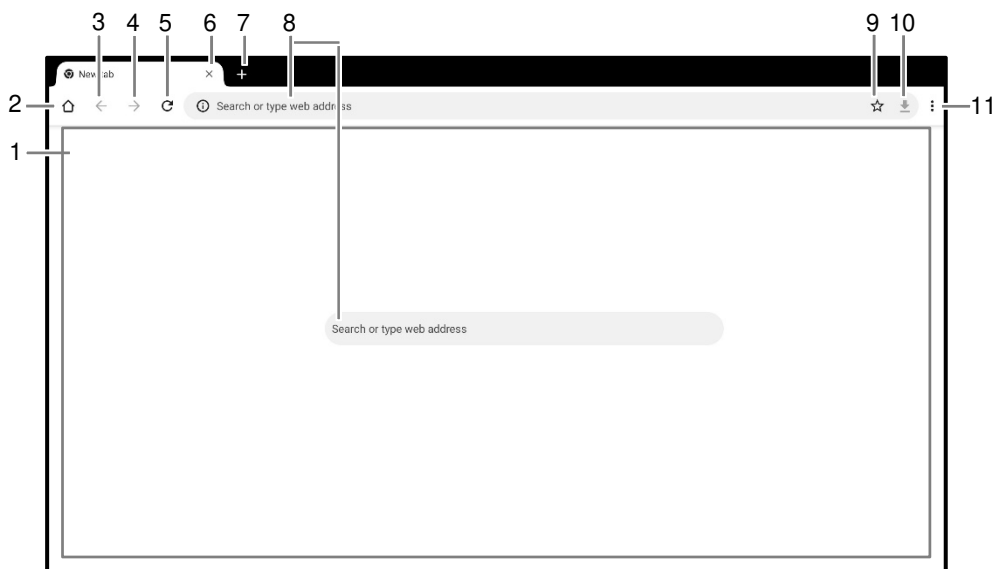 3 4 5 6 7 8 9 10
New tab
2
Search or type web address
11
1
Search or type web address